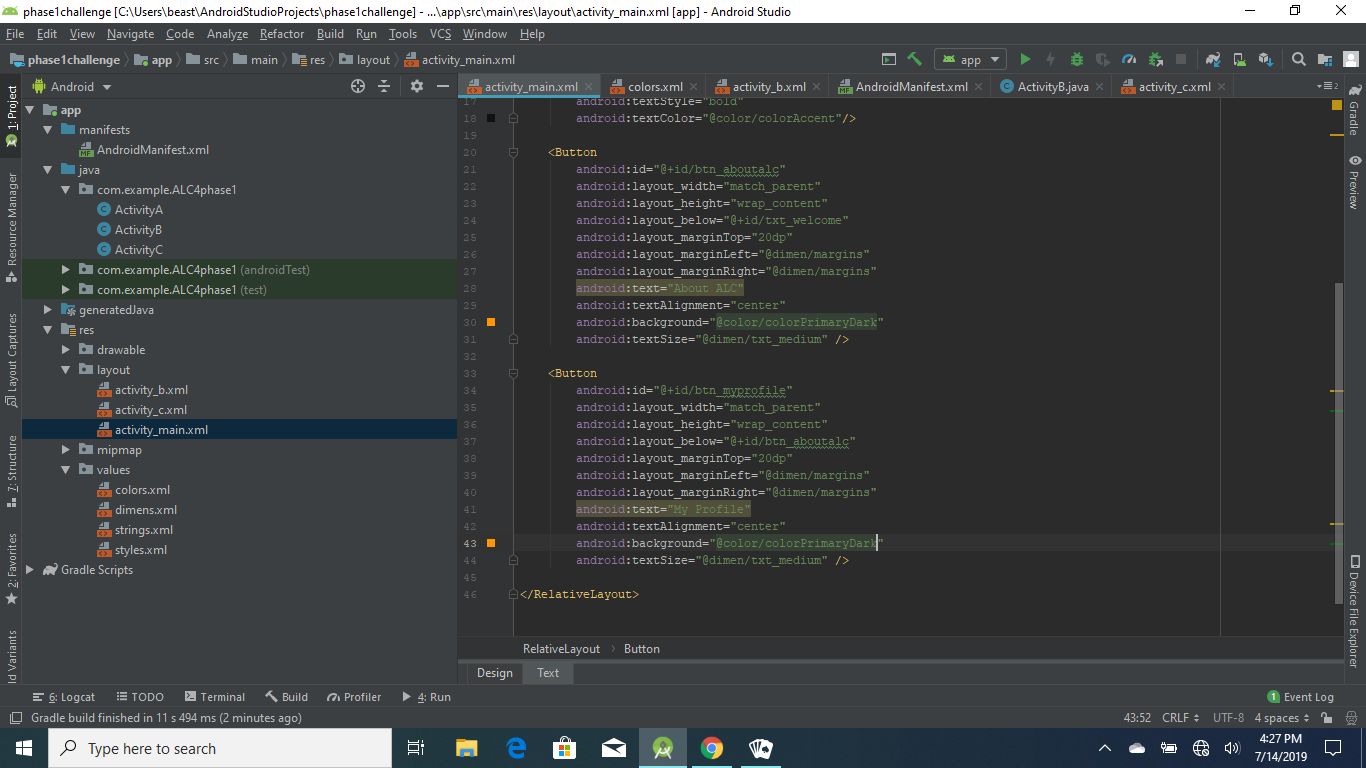 phase1challenge [C:\Users\beast\AndroidStudioProjects\phase1challenge] - ...\app\src\main\res\layout\activity_main.xml [app] - Android Studio
File Edit View Navigate Code Analyze Refactor Build Run Tools VCS Window Help
phase1challenge app src main res layout activity_main.xml app
Android
activity_main.xml colors.xml activity_b.xml AndroidManifest.xml ActivityB.java activity_c.xml 2
1: Project
Resource Manager
Layout Captures
7: Structure
2: Favorites
ld Variants
app
manifests
AndroidManifest.xml
java
com.example.ALC4phase1
ActivityA
ActivityB
ActivityC
com.example.ALC4phase1 (androidTest)
com.example.ALC4phase1 (test)
generatedJava
res
drawable
layout
activity_b.xml
activity_c.xml
activity_main.xml
mipmap
values
colors.xml
dimens.xml
strings.xml
styles.xml
Gradle Scripts
17 android:textStyle="bold"
18 android:textColor="@color/colorAccent"/>
19
20 <Button
21 android:id="@+id/btn_aboutalc"
22 android:layout_width="match_parent"
23 android:layout_height="wrap_content"
24 android:layout_below="@+id/txt_welcome"
25 android:layout_marginTop="20dp"
26 android:layout_marginLeft="@dimen/margins"
27 android:layout_marginRight="@dimen/margins"
28 android:text="About ALC"
29 android:textAlignment="center"
30 android:background="@color/colorPrimaryDark"
31 android:textSize="@dimen/txt_medium" />
32
33 <Button
34 android:id="@+id/btn_myprofile"
35 android:layout_width="match_parent"
36 android:layout_height="wrap_content"
37 android:layout_below="@+id/btn_aboutalc"
38 android:layout_marginTop="20dp"
39 android:layout_marginLeft="@dimen/margins"
40 android:layout_marginRight="@dimen/margins"
41 android:text="My Profile"
42 android:textAlignment="center"
43 android:background="@color/colorPrimaryDark"
44 android:textSize="@dimen/txt_medium" />
45
46 </RelativeLayout>
RelativeLayout Button
Design Text
Gradle
Preview
Device File Explorer
6: Logcat TODO Terminal Build Profiler 4: Run 1 Event Log
Gradle build finished in 11 s 494 ms (2 minutes ago) 43:52 CRLF UTF-8 4 spaces
Type here to search
4:27 PM
7/14/2019